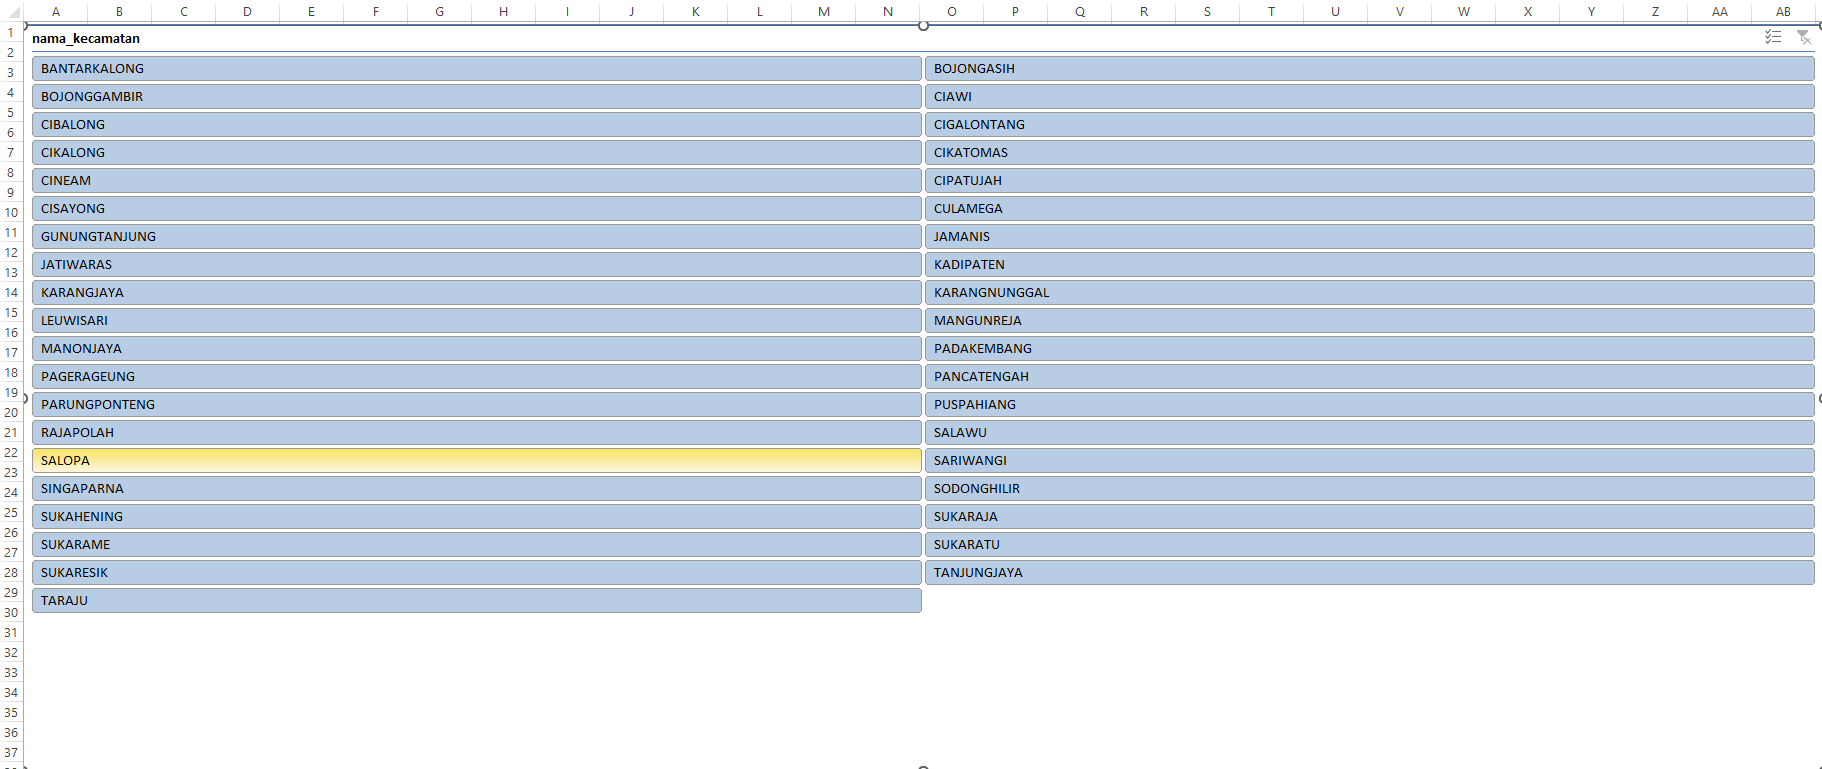 A B C D E F G H I J K L M N O P Q R S T U V W X Y Z AA AB
nama_kecamatan
1
2
3
4
5
6
7
8
9
10
11
12
13
14
15
16
17
18
19
20
21
22
23
24
25
26
27
28
29
30
31
32
33
34
35
36
37
BANTARKALONG BOJONGASIH
BOJONGGAMBIR CIAWI
CIBALONG CIGALONTANG
CIKALONG CIKATOMAS
CINEAM CIPATUJAH
CISAYONG CULAMEGA
GUNUNGTANJUNG JAMANIS
JATIWARAS KADIPATEN
KARANGJAYA KARANGNUNGGAL
LEUWISARI MANGUNREJA
MANONJAYA PADAKEMBANG
PAGERAGEUNG PANCATENGAH
PARUNGPONTENG PUSPAHIANG
RAJAPOLAH SALAWU
SALOPA SARIWANGI
SINGAPARNA SODONGHILIR
SUKAHENING SUKARAJA
SUKARAME SUKARATU
SUKARESIK TANJUNGJAYA
TARAJU